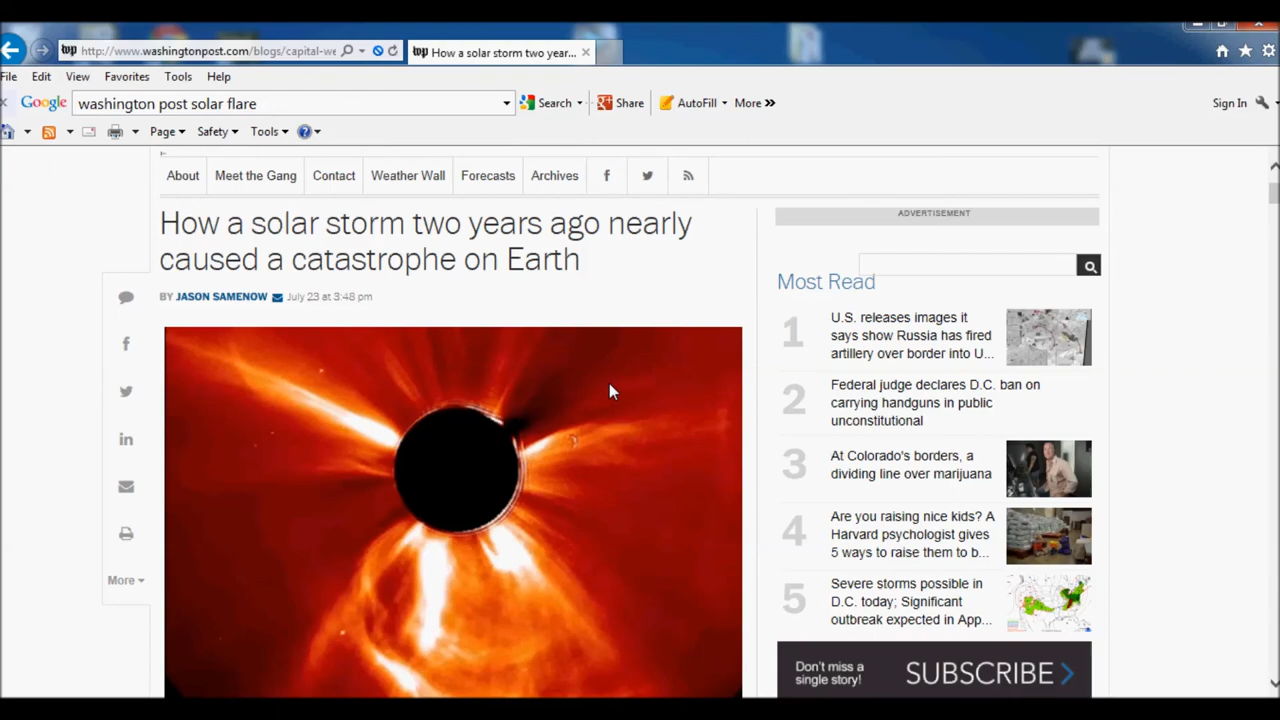 wp http://www.washingtonpost.com/blogs/capital-we
wp How a solar storm two year...
File Edit View Favorites Tools Help
Google washington post solar flare Search Share AutoFill More » Sign In
Page Safety Tools
About Meet the Gang Contact Weather Wall Forecasts Archives
How a solar storm two years ago nearly
caused a catastrophe on Earth
BY JASON SAMENOW July 23 at 3:48 pm
More
ADVERTISEMENT
Most Read
1
U.S. releases images it
says show Russia has fired
artillery over border into U...
2
Federal judge declares D.C. ban on
carrying handguns in public
unconstitutional
3
At Colorado's borders, a
dividing line over marijuana
4
Are you raising nice kids? A
Harvard psychologist gives
5 ways to raise them to b...
5
Severe storms possible in
D.C. today; Significant
outbreak expected in App...
Don't miss a
single story!
SUBSCRIBE